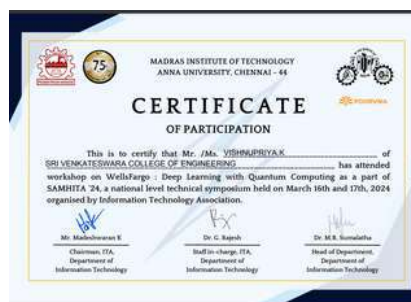 75
MADRAS INSTITUTE OF TECHNOLOGY
ANNA UNIVERSITY, CHENNAI - 44
CERTIFICATE
OF PARTICIPATION
This is to certify that Mr. /Ms. VISHNUPRIYA.K of
SRI VENKATESWARA COLLEGE OF ENGINEERING has attended
workshop on WellsFargo : Deep Learning with Quantum Computing as a part of
SAMHITA '24, a national level technical symposium held on March 16th and 17th, 2024
organised by Information Technology Association.
Mr. Madeshwaran E
Chairman, ITA,
Department of
Information Technology
Dr. G. Rajesh
Staff in-charge, ITA,
Department of
Information Technology
Dr. M.R. Sumalatha
Head of Department,
Department of
Information Technology